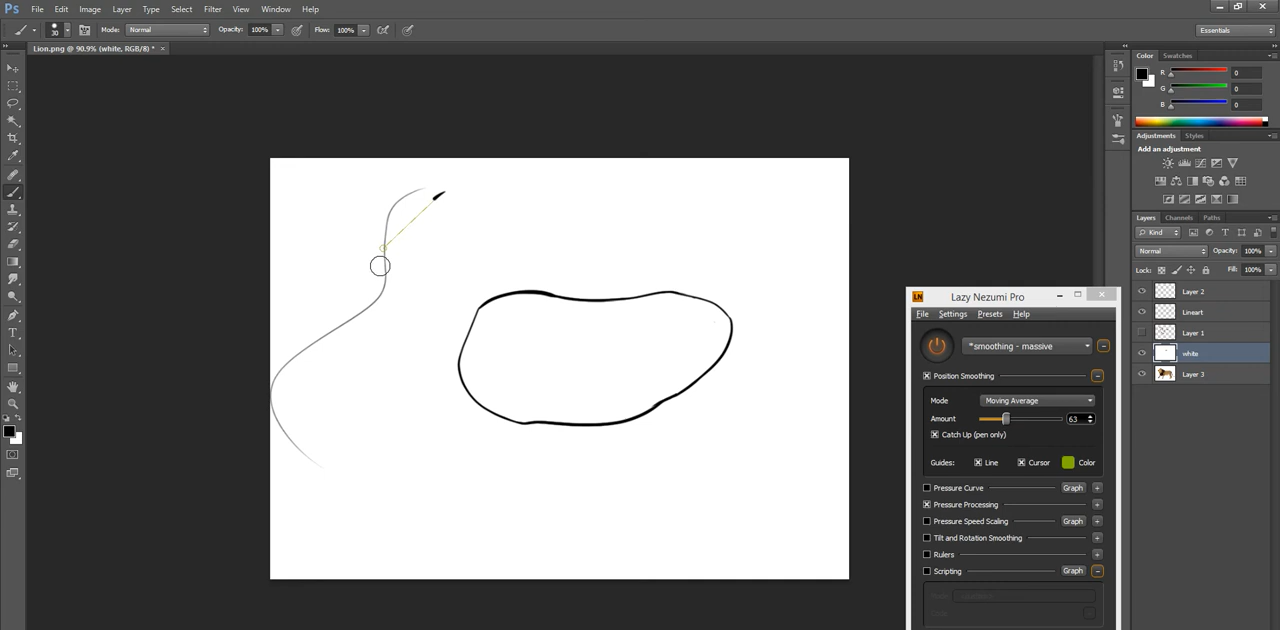 Ps File Edit Image Layer Type Select Filter View Window Help
30 Mode: Normal Opacity: 100% Flow: 100% Essentials
Lion.png @ 90.9% (white, RGB/8) * ×
Color Swatches
R 0
G 0
B 0
Adjustments Styles
Add an adjustment
Layers Channels Paths
Kind
Normal Opacity: 100%
Lock: Fill: 100%
Layer 2
Lineart
Layer 1
white
Layer 3
LN Lazy Nezumi Pro
File Settings Presets Help
*smoothing - massive
Position Smoothing
Mode Moving Average
Amount 63
Catch Up (pen only)
Guides: Line Cursor Color
Pressure Curve Graph
Pressure Processing
Pressure Speed Scaling Graph
Tilt and Rotation Smoothing
Rulers
Scripting Graph